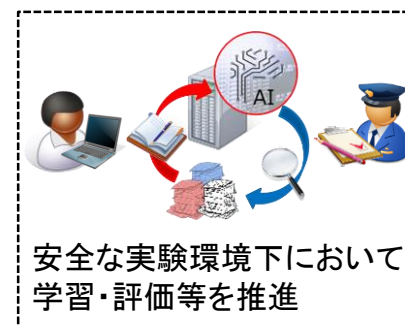 AI
安全な実験環境下において
学習・評価等を推進